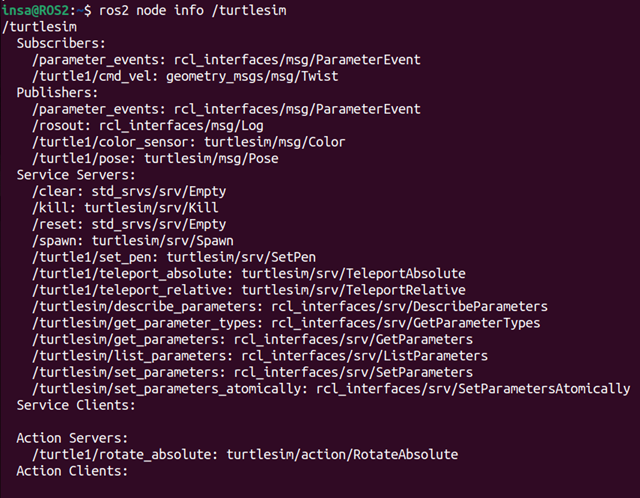 insa@ROS2:~$ ros2 node info /turtlesim
/turtlesim
  Subscribers:
    /parameter_events: rcl_interfaces/msg/ParameterEvent
    /turtle1/cmd_vel: geometry_msgs/msg/Twist
  Publishers:
    /parameter_events: rcl_interfaces/msg/ParameterEvent
    /rosout: rcl_interfaces/msg/Log
    /turtle1/color_sensor: turtlesim/msg/Color
    /turtle1/pose: turtlesim/msg/Pose
  Service Servers:
    /clear: std_srvs/srv/Empty
    /kill: turtlesim/srv/Kill
    /reset: std_srvs/srv/Empty
    /spawn: turtlesim/srv/Spawn
    /turtle1/set_pen: turtlesim/srv/SetPen
    /turtle1/teleport_absolute: turtlesim/srv/TeleportAbsolute
    /turtle1/teleport_relative: turtlesim/srv/TeleportRelative
    /turtlesim/describe_parameters: rcl_interfaces/srv/DescribeParameters
    /turtlesim/get_parameter_types: rcl_interfaces/srv/GetParameterTypes
    /turtlesim/get_parameters: rcl_interfaces/srv/GetParameters
    /turtlesim/list_parameters: rcl_interfaces/srv/ListParameters
    /turtlesim/set_parameters: rcl_interfaces/srv/SetParameters
    /turtlesim/set_parameters_atomically: rcl_interfaces/srv/SetParametersAtomically
  Service Clients:

  Action Servers:
    /turtle1/rotate_absolute: turtlesim/action/RotateAbsolute
  Action Clients: